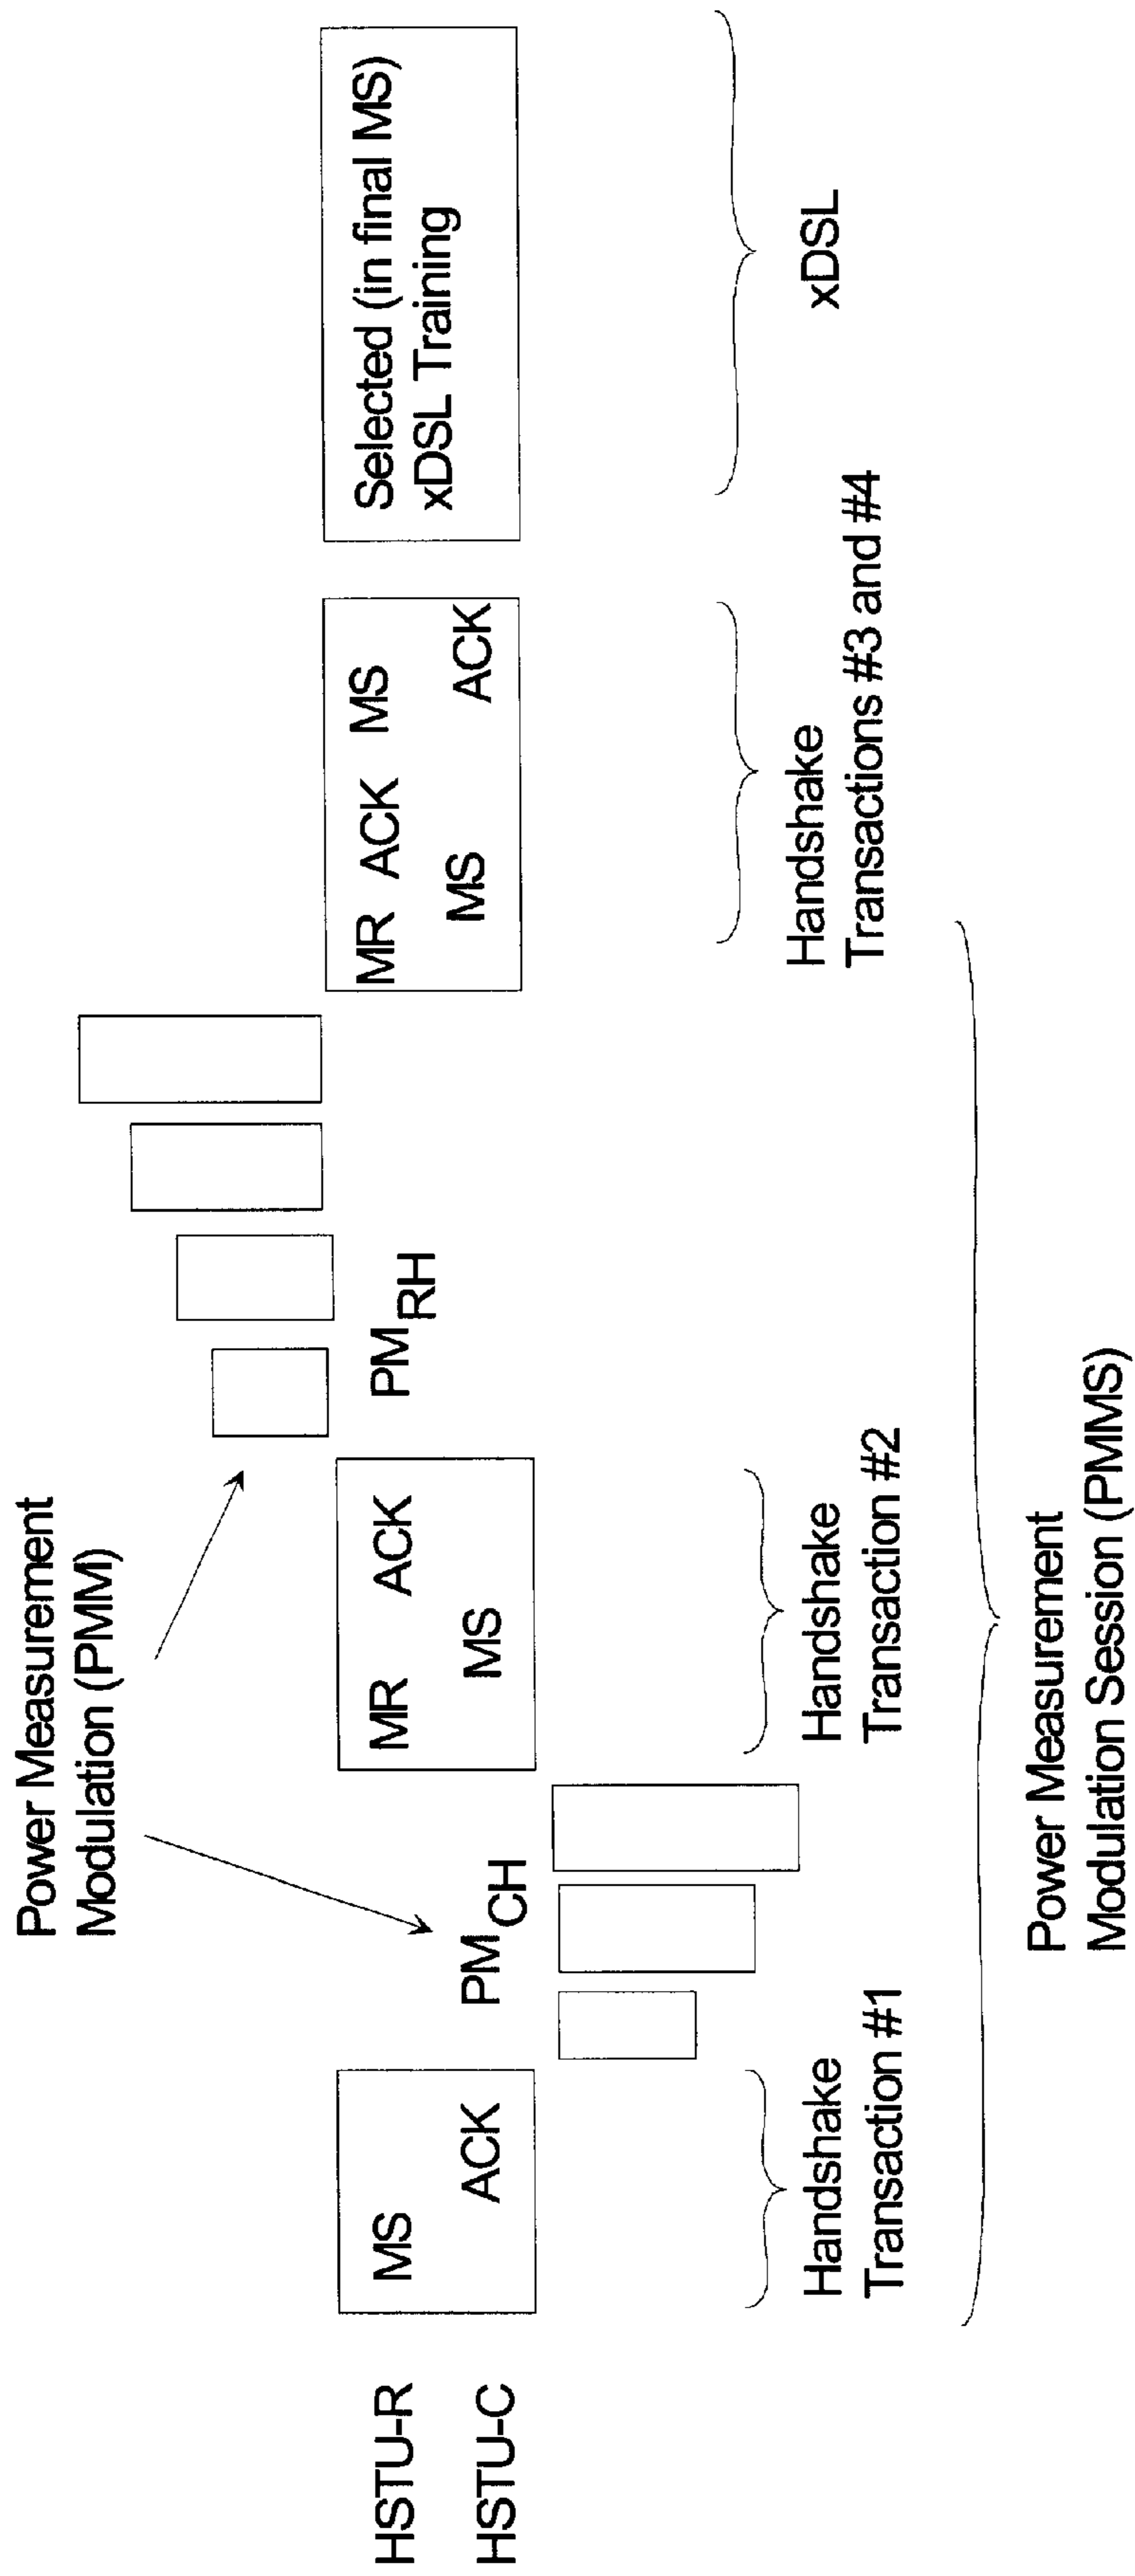 Power Measurement
Modulation (PMM)
HSTU-R
HSTU-C
MS
ACK
PM CH
MR ACK
MS
PM RH
MR ACK MS
MS ACK
Selected (in final MS)
xDSL Training
Handshake
Transaction #1
Handshake
Transaction #2
Handshake
Transactions #3 and #4
xDSL
Power Measurement
Modulation Session (PMMS)